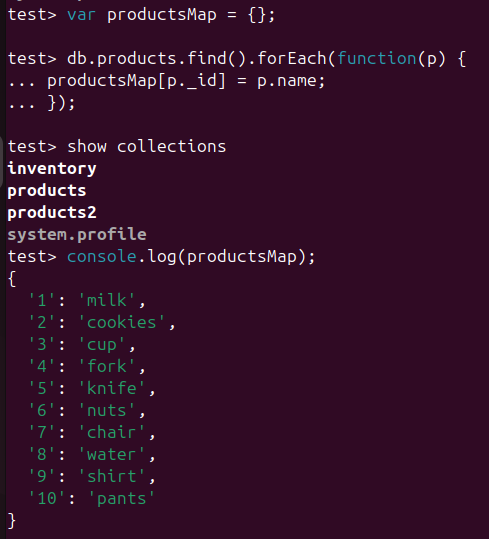 test> var productsMap = {};
test> db.products.find().forEach(function(p) {
... productsMap[p._id] = p.name;
... });
test> show collections
inventory
products
products2
system.profile
test> console.log(productsMap);
{
  '1': 'milk',
  '2': 'cookies',
  '3': 'cup',
  '4': 'fork',
  '5': 'knife',
  '6': 'nuts',
  '7': 'chair',
  '8': 'water',
  '9': 'shirt',
  '10': 'pants'
}